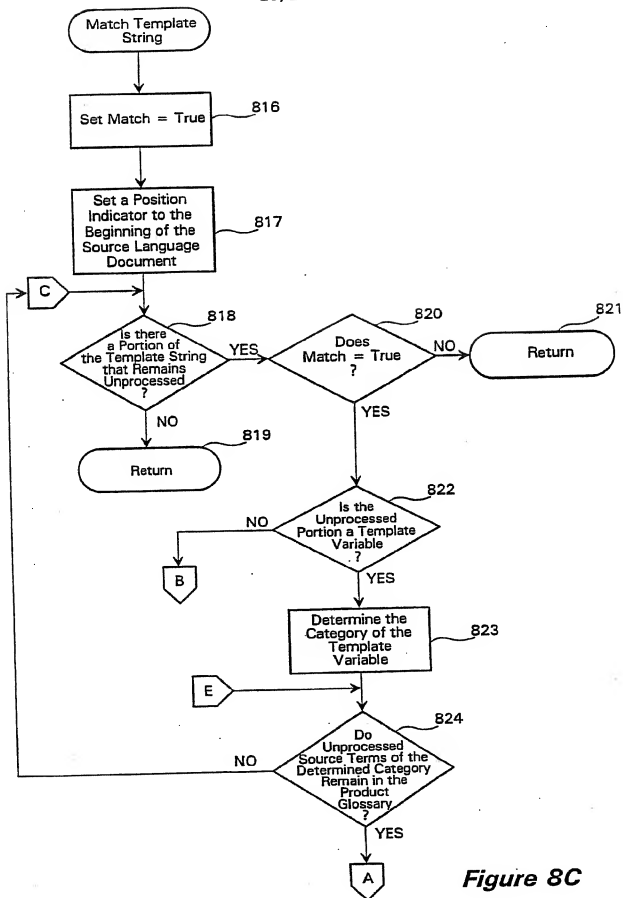 Match Template
String
Set Match = True
816
Set a Position
Indicator to the
Beginning of the
Source Language
Document
817
C
818
Is there
a Portion of
the Template String
that Remains
Unprocessed
?
YES
NO
820
Does
Match = True
?
NO
YES
821
Return
819
Return
822
Is the
Unprocessed
Portion a Template
Variable
?
NO
YES
B
Determine the
Category of the
Template
Variable
823
E
824
Do
Unprocessed
Source Terms of the
Determined Category
Remain in the
Product
Glossary
?
NO
YES
A
Figure 8C